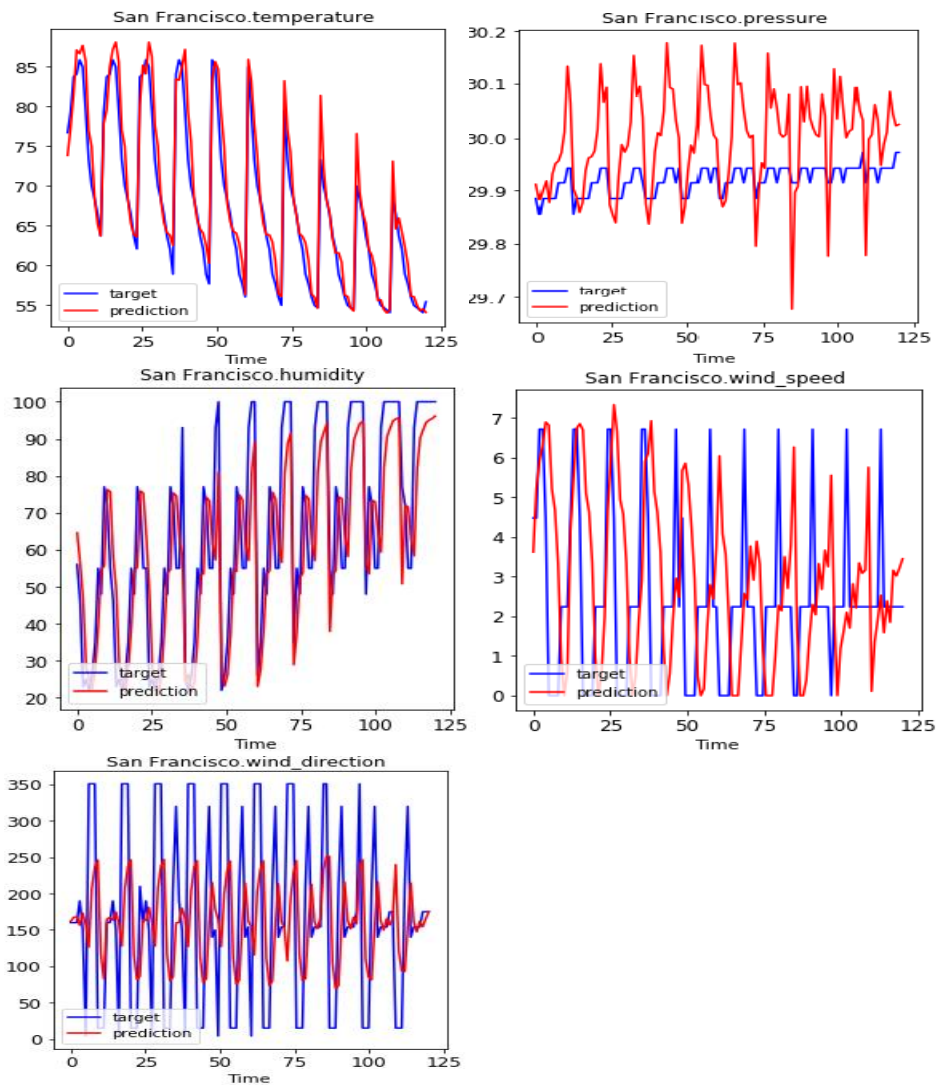 San Francisco.temperature
85
80
75
70
65
60
55
target
prediction
0 25 50 75 100 125
Time
San Francisco.pressure
30.2
30.1
30.0
29.9
29.8
29.7
target
prediction
0 25 50 75 100 125
Time
San Francisco.humidity
100
90
80
70
60
50
40
30
20
target
prediction
0 25 50 75 100 125
Time
San Francisco.wind_speed
7
6
5
4
3
2
1
0
target
prediction
0 25 50 75 100 125
Time
San Francisco.wind_direction
350
300
250
200
150
100
50
0
target
prediction
0 25 50 75 100 125
Time